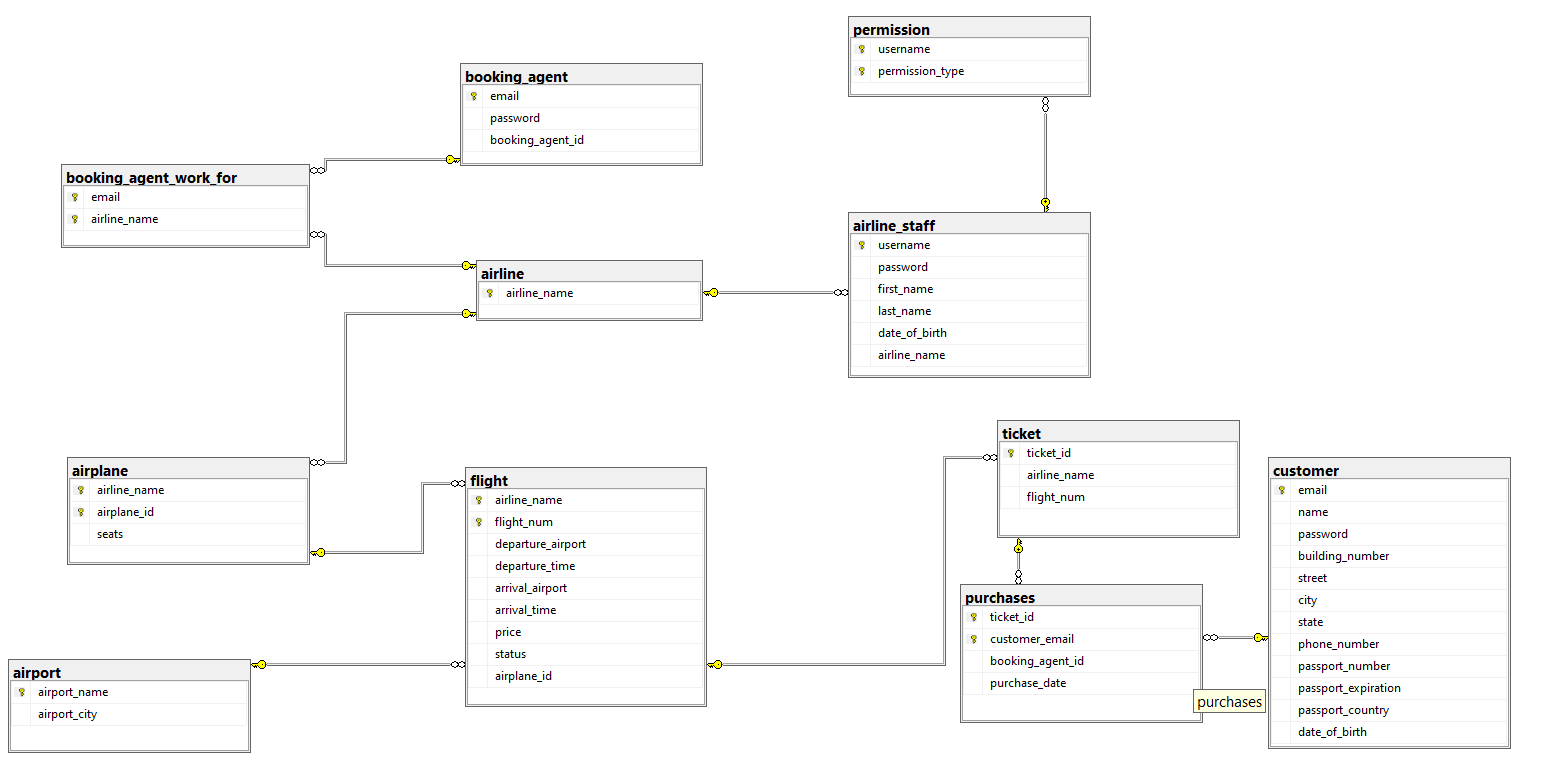 permission
username
permission_type
booking_agent
email
password
booking_agent_id
booking_agent_work_for
email
airline_name
airline_staff
username
password
first_name
last_name
date_of_birth
airline_name
airline
airline_name
airplane
airline_name
airplane_id
seats
flight
airline_name
flight_num
departure_airport
departure_time
arrival_airport
arrival_time
price
status
airplane_id
ticket
ticket_id
airline_name
flight_num
customer
email
name
password
building_number
street
city
state
phone_number
passport_number
passport_expiration
passport_country
date_of_birth
purchases
ticket_id
customer_email
booking_agent_id
purchase_date
purchases
airport
airport_name
airport_city